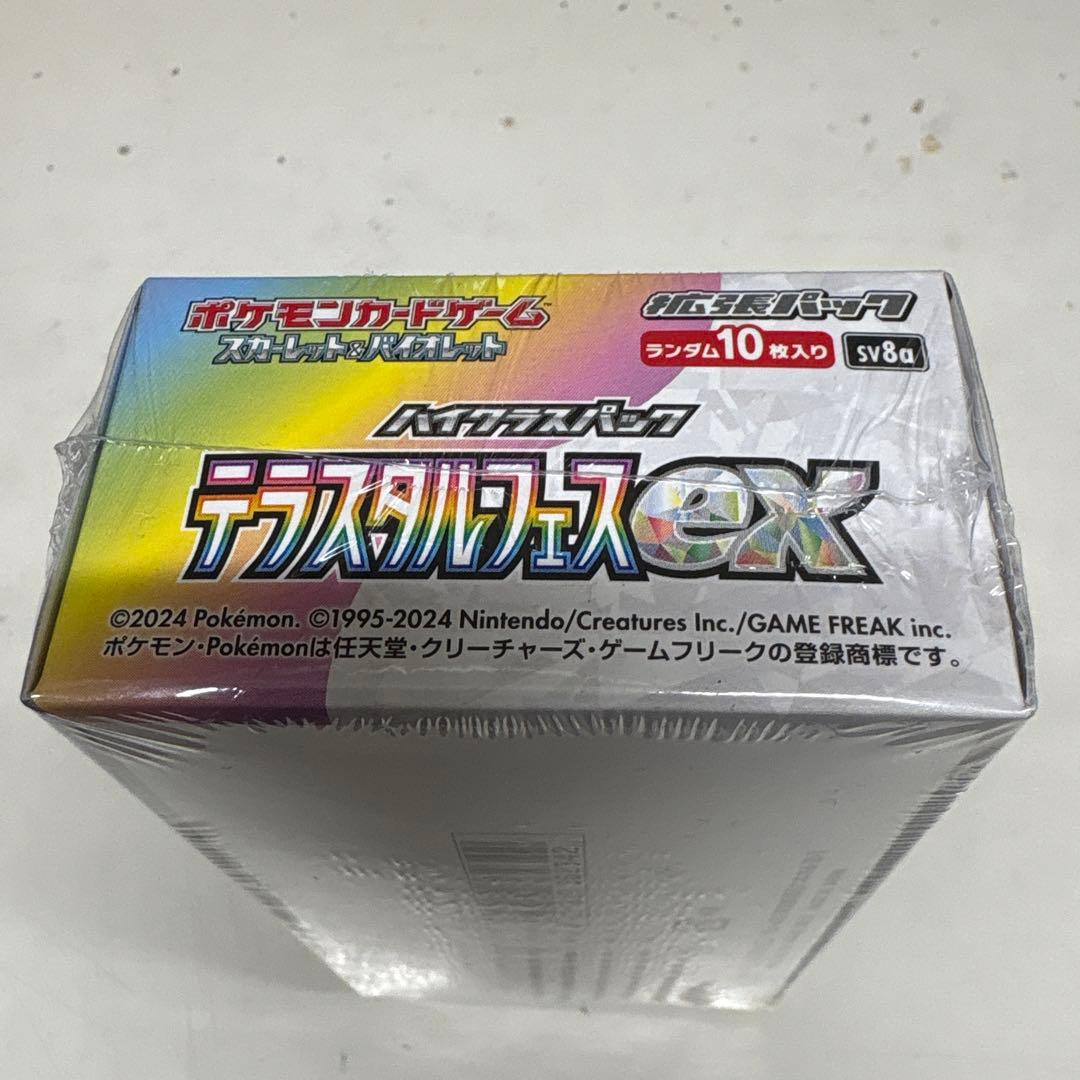 ポケモンカードゲーム™
スカーレット&バイオレット
拡張パック
ランダム10枚入り
sv8a
ハイクラスパック
テラスタルフェスex
©2024 Pokémon. ©1995-2024 Nintendo/Creatures Inc./GAME FREAK inc.
ポケモン・Pokémonは任天堂・クリーチャーズ・ゲームフリークの登録商標です。